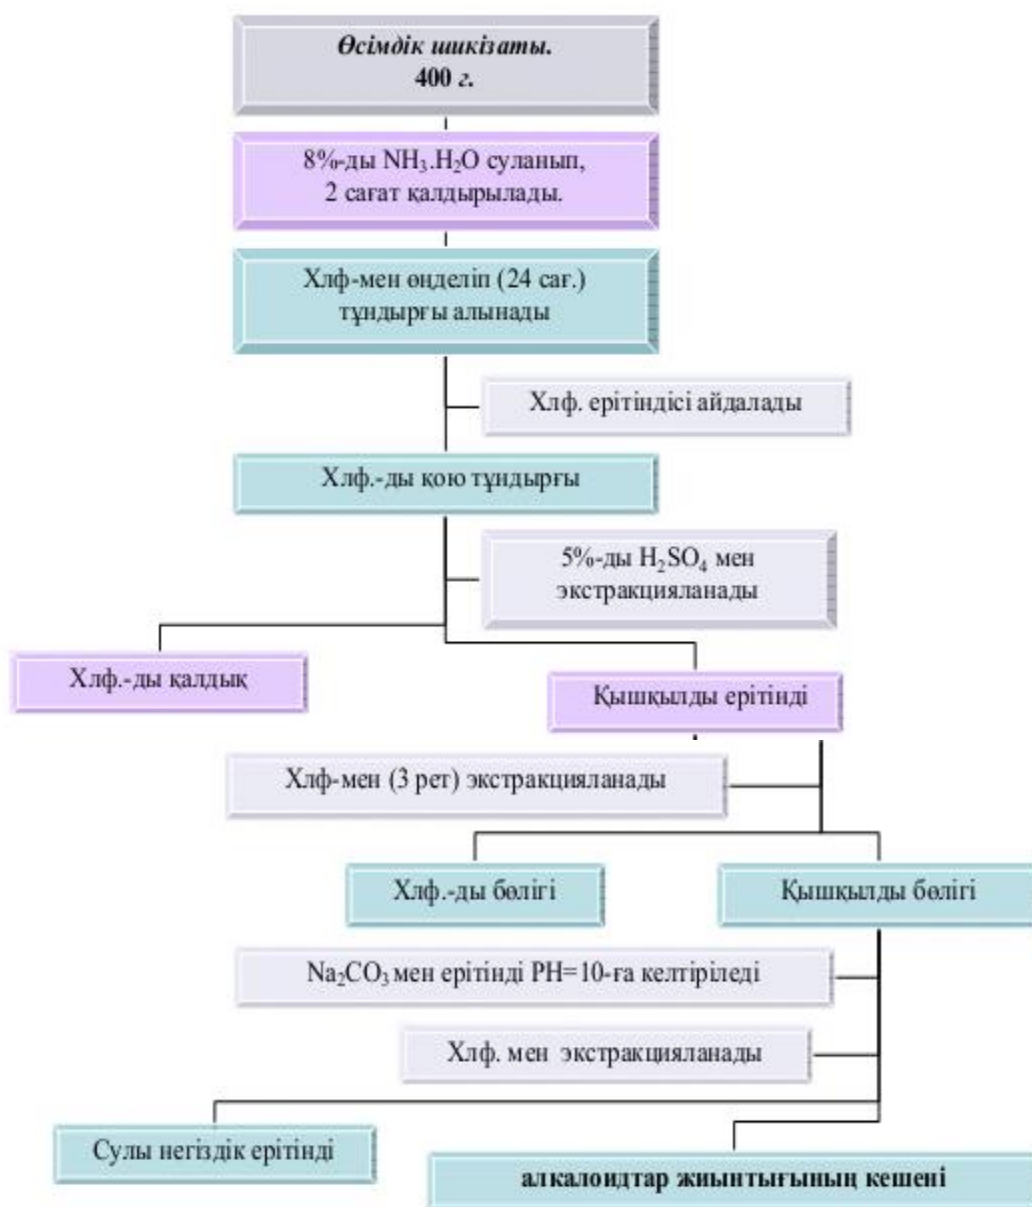 Өсімдік шикізаты.
400 г.
8%-ды NH₃.H₂O суланып,
2 сағат қалдырылады.
Хлф-мен өңделіп (24 сағ.)
тұндырғы алынады
Хлф. ерітіндісі айдалады
Хлф.-ды қою тұндырғы
5%-ды H₂SO₄ мен
экстракцияланады
Хлф.-ды қалдық
Қышқылды ерітінді
Хлф-мен (3 рет) экстракцияланады
Хлф.-ды бөлігі
Қышқылды бөлігі
Na₂CO₃ мен ерітінді PH=10-ға келтіріледі
Хлф. мен экстракцияланады
Сулы негіздік ерітінді
алкалоидтар жиынтығының кешені